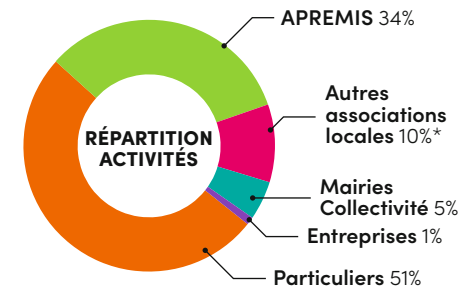 APREMIS 34%
Autres
associations
locales 10%*
RÉPARTITION
ACTIVITÉS
Mairies
Collectivité 5%
Entreprises 1%
Particuliers 51%